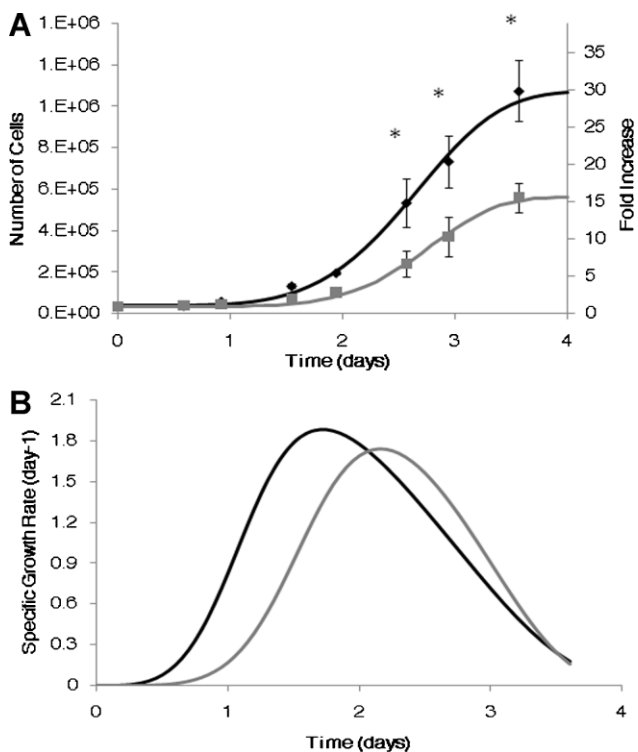 A
1.E+06
1.E+06
1.E+06
8.E+05
6.E+05
4.E+05
2.E+05
0.E+00
Number of Cells
* * *
35
30
25
20
15
10
5
0
Fold Increase
0 1 2 3 4
Time (days)
B
2.1
1.8
1.5
1.2
0.9
0.6
0.3
0
Specific Growth Rate (day-1)
0 1 2 3 4
Time (days)